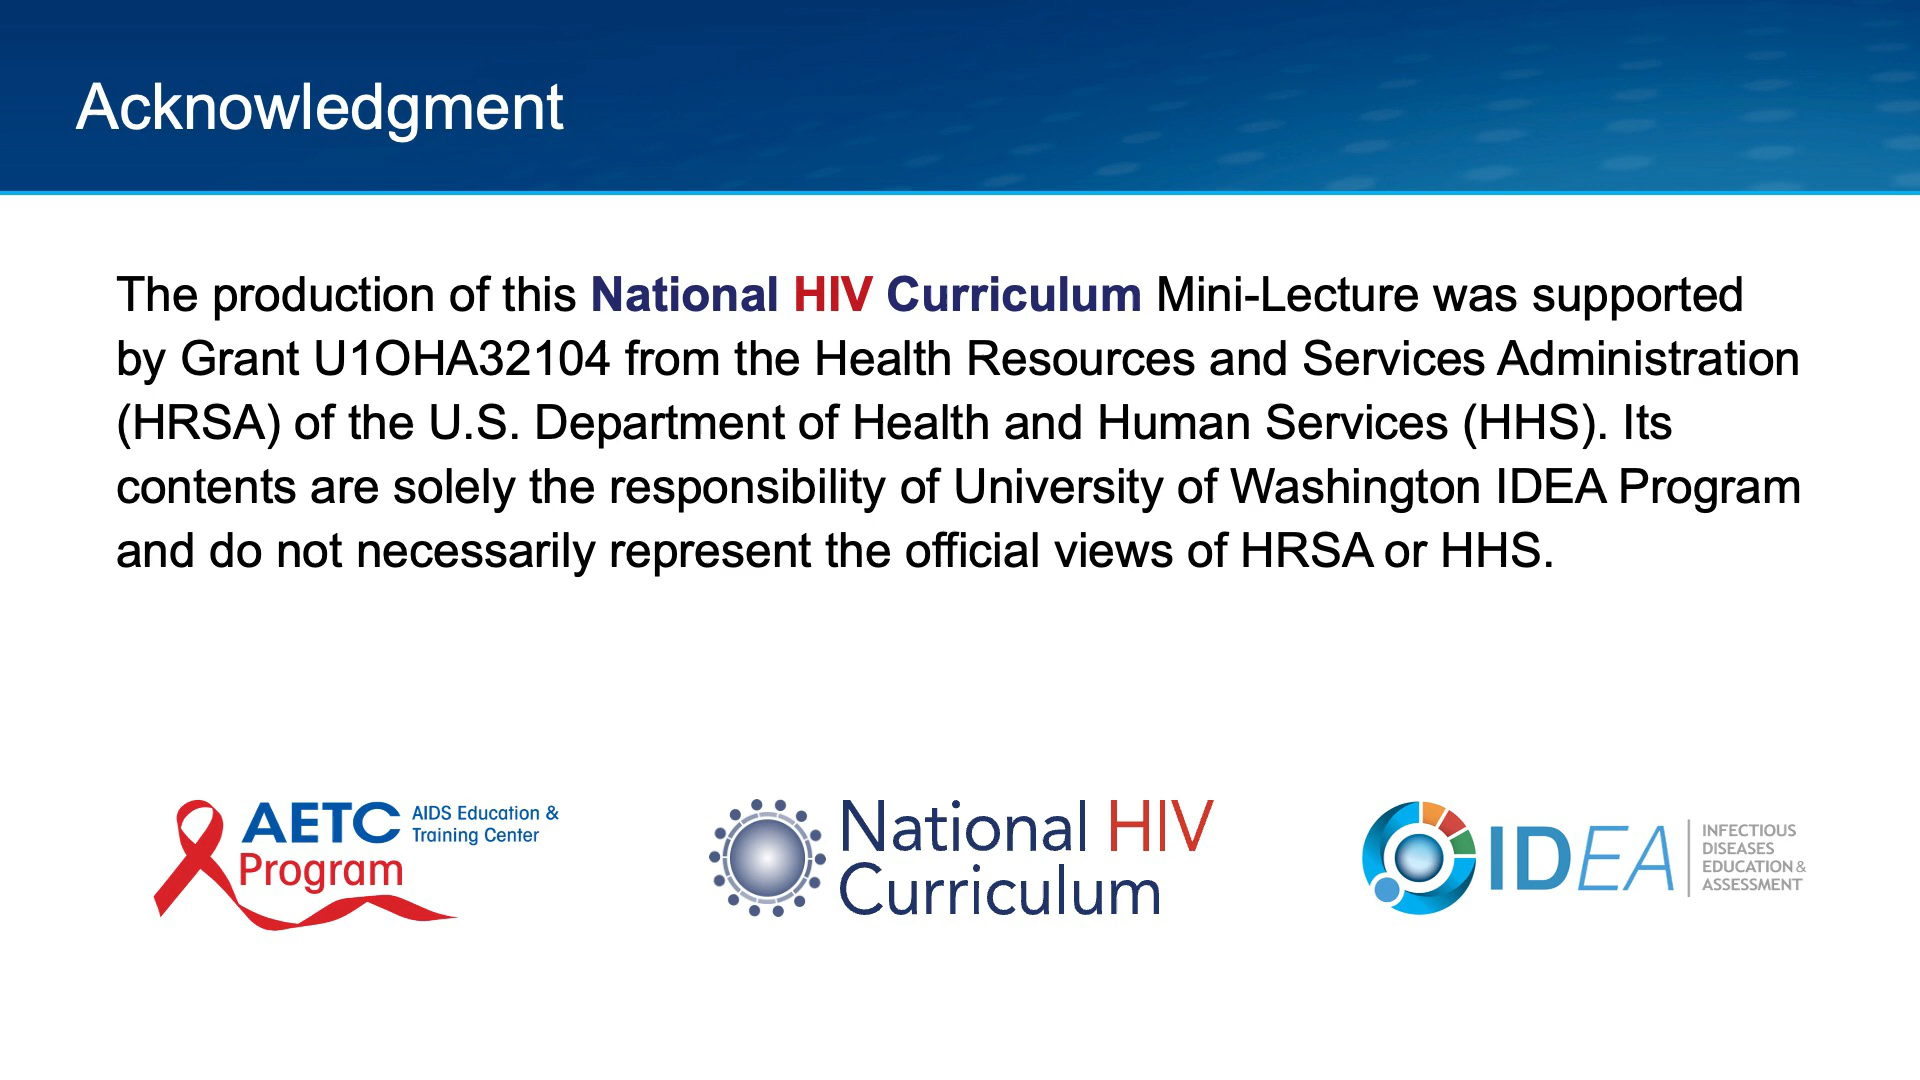 Acknowledgment
The production of this National HIV Curriculum Mini-Lecture was supported
by Grant U1OHA32104 from the Health Resources and Services Administration
(HRSA) of the U.S. Department of Health and Human Services (HHS). Its
contents are solely the responsibility of University of Washington IDEA Program
and do not necessarily represent the official views of HRSA or HHS.
AETC
Program
AIDS Education &
Training Center
National HIV
Curriculum
IDEA
INFECTIOUS
DISEASES
EDUCATION &
ASSESSMENT